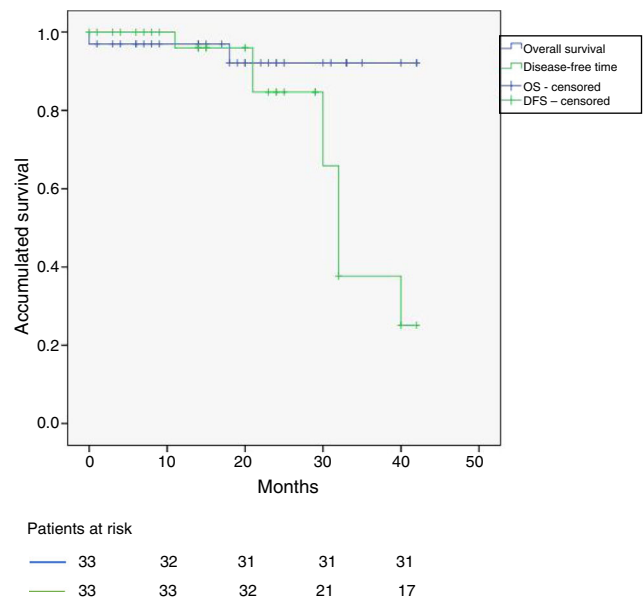 1.0
0.8
0.6
0.4
0.2
0.0
Accumulated survival
0 10 20 30 40 50
Months
Overall survival
Disease-free time
OS - censored
DFS – censored
Patients at risk
33 32 31 31 31
33 33 32 21 17